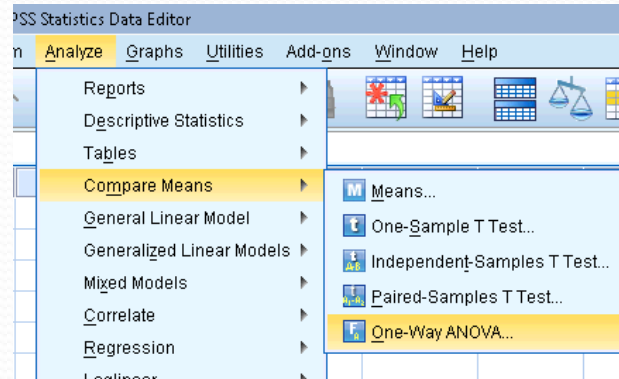 PSS Statistics Data Editor
m Analyze Graphs Utilities Add-ons Window Help
Reports
Descriptive Statistics
Tables
Compare Means
General Linear Model
Generalized Linear Models
Mixed Models
Correlate
Regression
Loglinear
Means...
One-Sample T Test...
Independent-Samples T Test...
Paired-Samples T Test...
One-Way ANOVA...